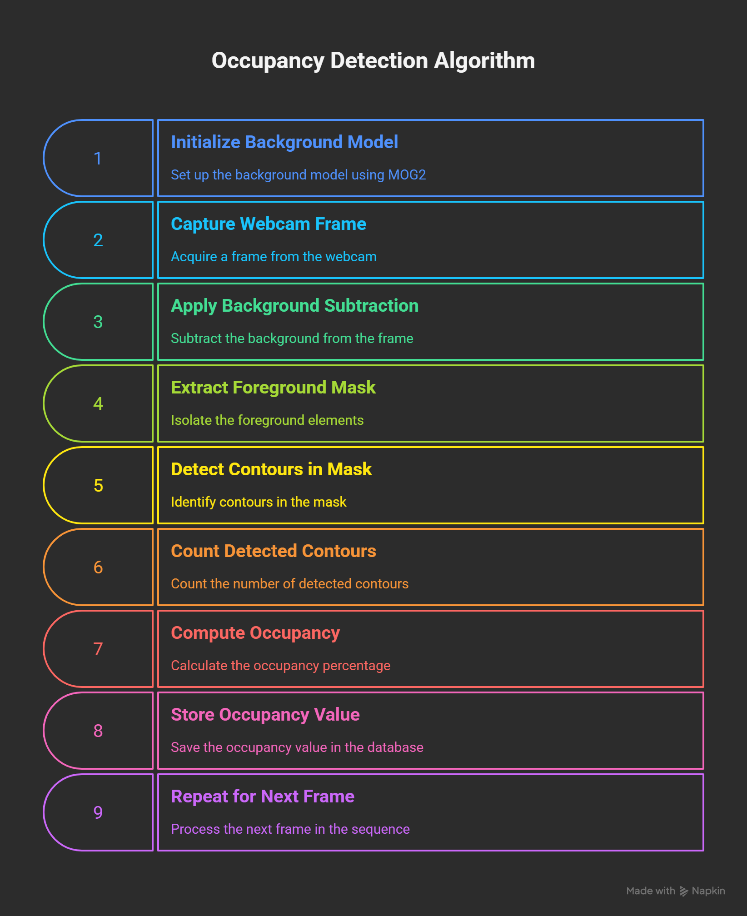 Occupancy Detection Algorithm
1
Initialize Background Model
Set up the background model using MOG2
2
Capture Webcam Frame
Acquire a frame from the webcam
3
Apply Background Subtraction
Subtract the background from the frame
4
Extract Foreground Mask
Isolate the foreground elements
5
Detect Contours in Mask
Identify contours in the mask
6
Count Detected Contours
Count the number of detected contours
7
Compute Occupancy
Calculate the occupancy percentage
8
Store Occupancy Value
Save the occupancy value in the database
9
Repeat for Next Frame
Process the next frame in the sequence
Made with Napkin